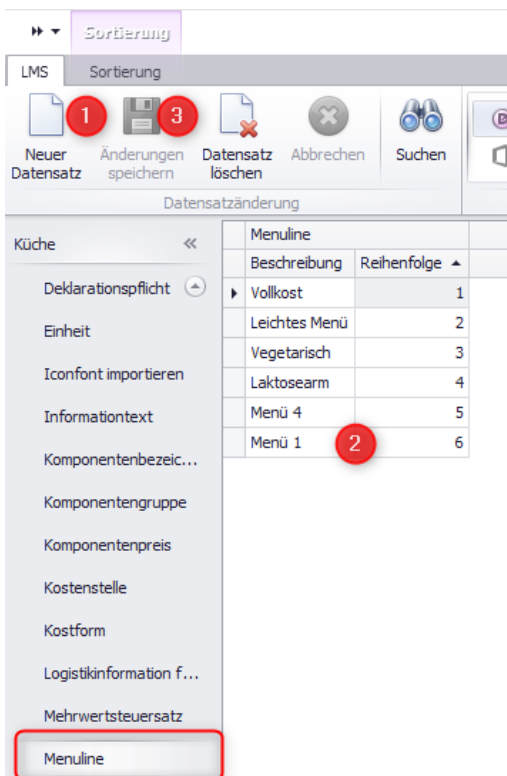 Sortierung
LMS Sortierung
1 3
Neuer Datensatz
Änderungen speichern
Datensatz löschen
Abbrechen
Suchen
Datensatzänderung
Küche
Deklarationspflicht
Einheit
Iconfont importieren
Informationtext
Komponentenbezeic...
Komponentengruppe
Komponentenpreis
Kostenstelle
Kostform
Logistikinformation f...
Mehrwertsteuersatz
Menuline
Menuline
Beschreibung Reihenfolge
Vollkost 1
Leichtes Menü 2
Vegetarisch 3
Laktosearm 4
Menü 4 5
Menü 1 2 6